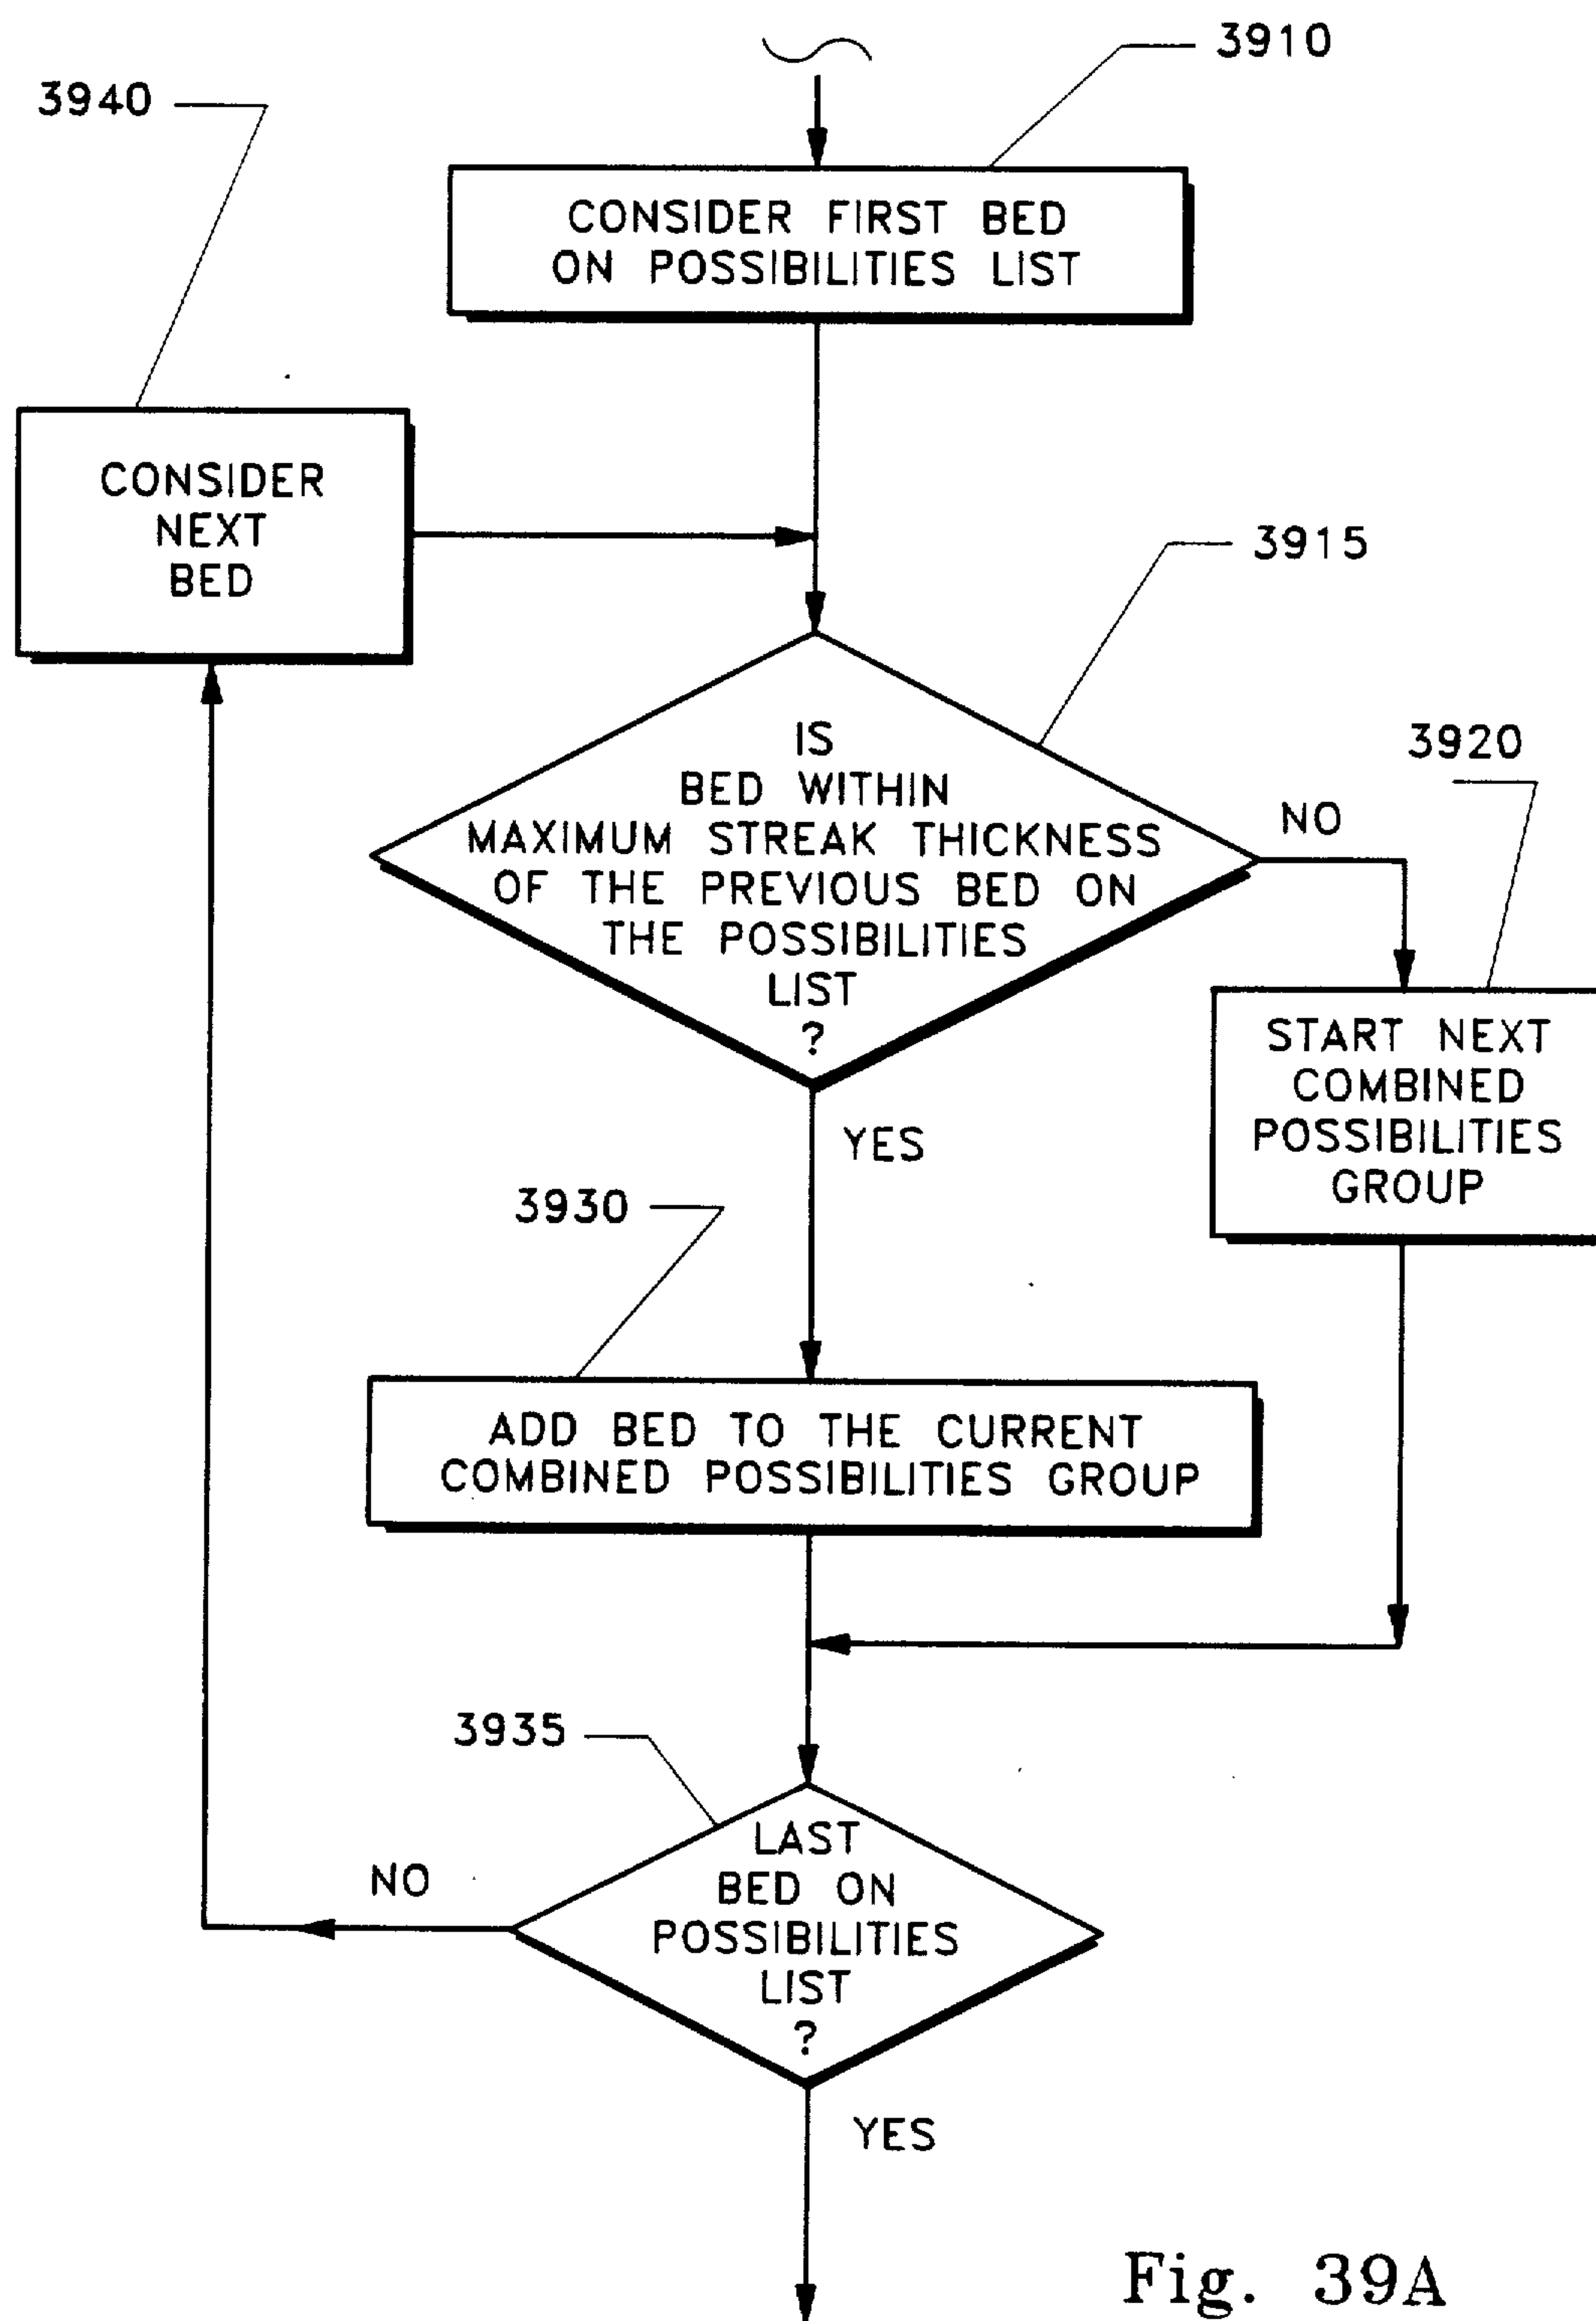 3910
3940
CONSIDER FIRST BED
ON POSSIBILITIES LIST
CONSIDER
NEXT
BED
3915
IS
BED WITHIN
MAXIMUM STREAK THICKNESS
OF THE PREVIOUS BED ON
THE POSSIBILITIES
LIST
?
NO
3920
START NEXT
COMBINED
POSSIBILITIES
GROUP
YES
3930
ADD BED TO THE CURRENT
COMBINED POSSIBILITIES GROUP
3935
LAST
BED ON
POSSIBILITIES
LIST
?
NO
YES
Fig. 39A